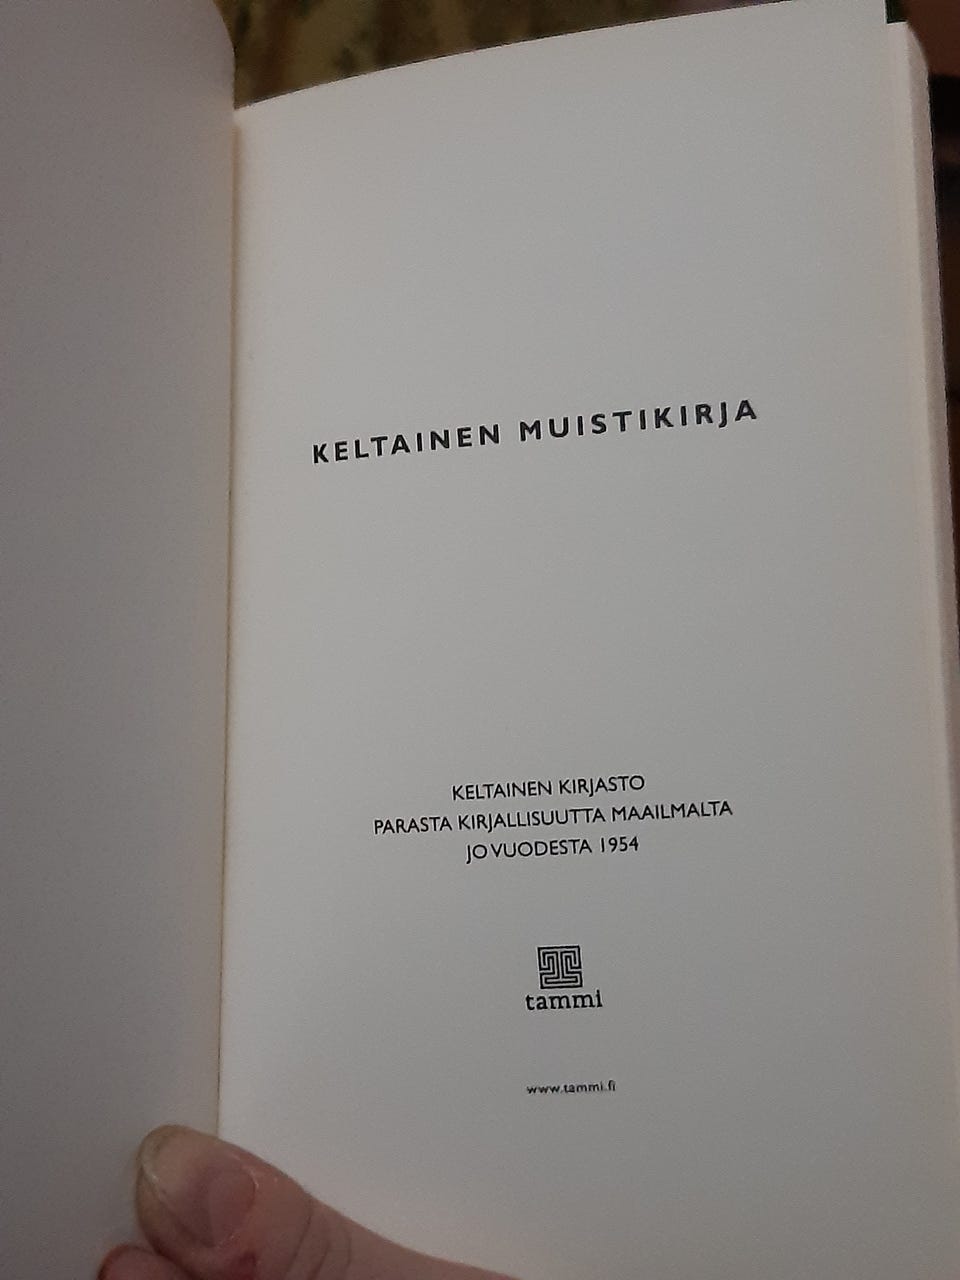 KELTAINEN MUISTIKIRJA
KELTAINEN KIRJASTO
PARASTA KIRJALLISUUTTA MAAILMALTA
JO VUODESTA 1954
tammi
www.tammi.fi